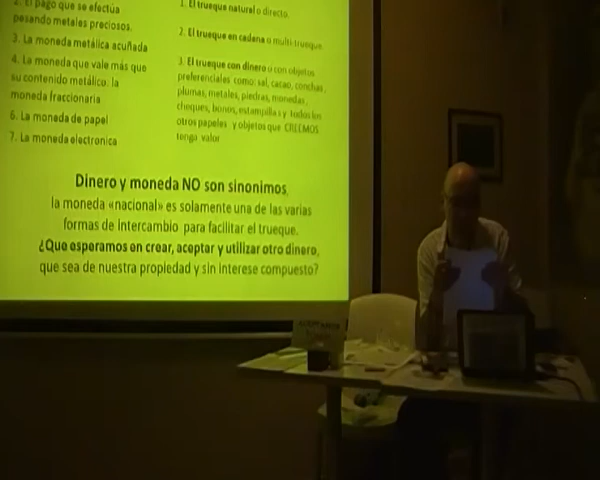 2. El pago que se efectúa
pesando metales preciosos.
3. La moneda metálica acuñada
4. La moneda que vale más que
su contenido metálico: la
moneda fraccionaria
6. La moneda de papel
7. La moneda electronica
1. El trueque natural o directo.
2. El trueque en cadena o multi-trueque
3. El trueque con dinero o con objetos
preferenciales como: sal, cacao, conchas,
plumas, metales, piedras, monedas,
cheques, bonos, estampillas y todos los
otros papeles y objetos que CREEMOS
tenga valor
Dinero y moneda NO son sinonimos,
la moneda «nacional» es solamente una de las varias
formas de intercambio para facilitar el trueque.
¿Que esperamos en crear, aceptar y utilizar otro dinero,
que sea de nuestra propiedad y sin interese compuesto?